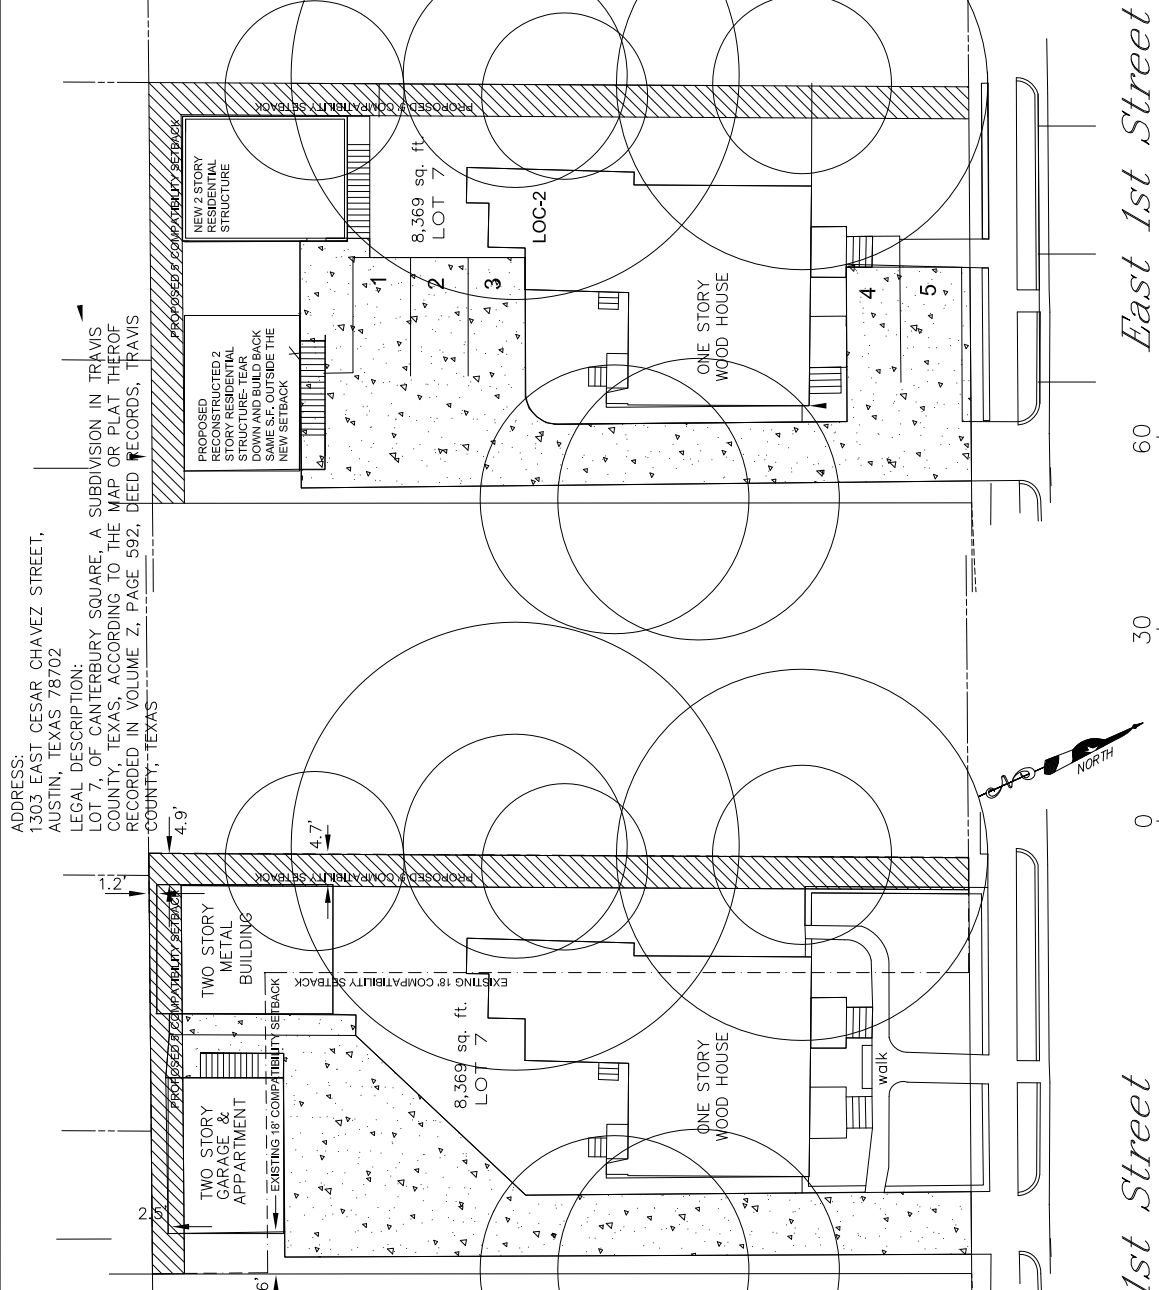 ADDRESS:
1303 EAST CESAR CHAVEZ STREET,
AUSTIN, TEXAS 78702
LEGAL DESCRIPTION:
LOT 7, OF CANTERBURY SQUARE, A SUBDIVISION IN TRAVIS
COUNTY, TEXAS, ACCORDING TO THE MAP OR PLAT THEROF
RECORDED IN VOLUME Z, PAGE 592, DEED RECORDS, TRAVIS
COUNTY, TEXAS
PROPOSED 5' COMPATIBILITY SETBACK
PROPOSED 5' COMPATIBILITY SETBACK
NEW 2 STORY
RESIDENTIAL
STRUCTURE
PROPOSED
RECONSTRUCTED 2
STORY RESIDENTIAL
STRUCTURE- TEAR
DOWN AND BUILD BACK
SAME S.F. OUTSIDE THE
NEW SETBACK
8,369 sq. ft.
LOT 7
LOC-2
1
2
3
4
5
ONE STORY
WOOD HOUSE
East 1st Street
60
30
0
NORTH
4.9'
4.7'
1.2'
2.5'
6'
PROPOSED 5' COMPATIBILITY SETBACK
PROPOSED 5' COMPATIBILITY SETBACK
TWO STORY
METAL
BUILDING
EXISTING 18' COMPATIBILITY SETBACK
EXISTING 18' COMPATIBILITY SETBACK
TWO STORY
GARAGE &
APPARTMENT
8,369 sq. ft.
LOT 7
ONE STORY
WOOD HOUSE
walk
1st Street